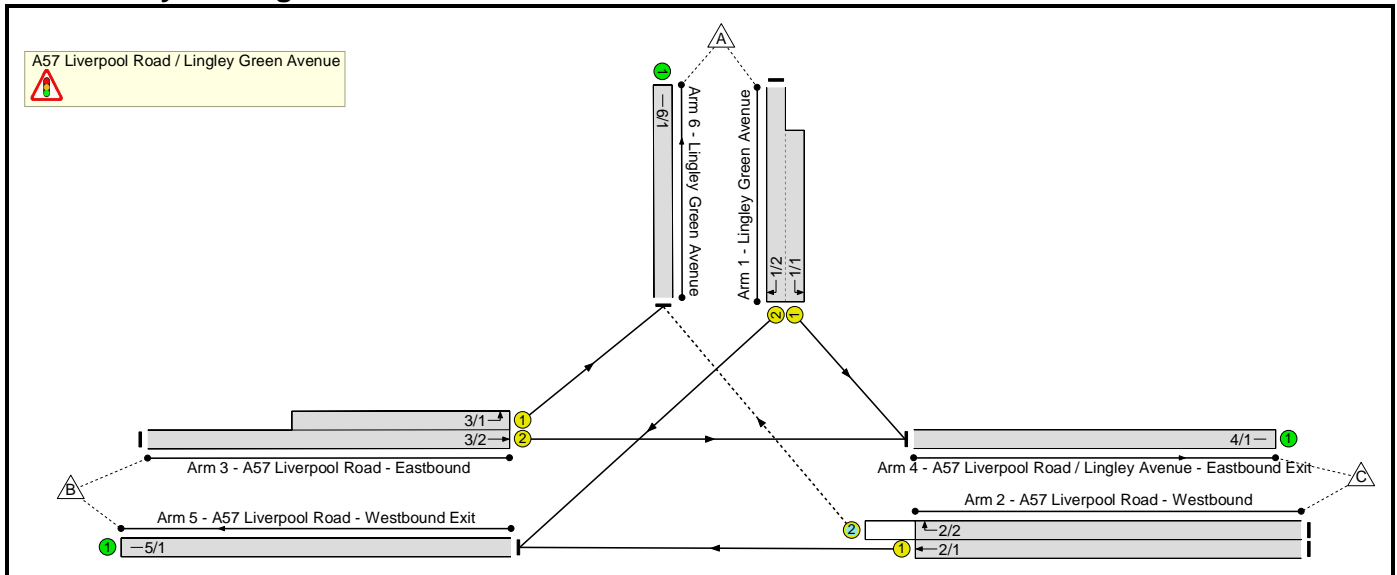 A57 Liverpool Road / Lingley Green Avenue
A
1
6/1
Arm 6 - Lingley Green Avenue
Arm 1 - Lingley Green Avenue
1/2
1/1
2
1
3/1
1
3/2
2
Arm 3 - A57 Liverpool Road - Eastbound
B
4/1
1
Arm 4 - A57 Liverpool Road / Lingley Avenue - Eastbound Exit
C
Arm 2 - A57 Liverpool Road - Westbound
Arm 5 - A57 Liverpool Road - Westbound Exit
2
2/2
1
5/1
1
2/1